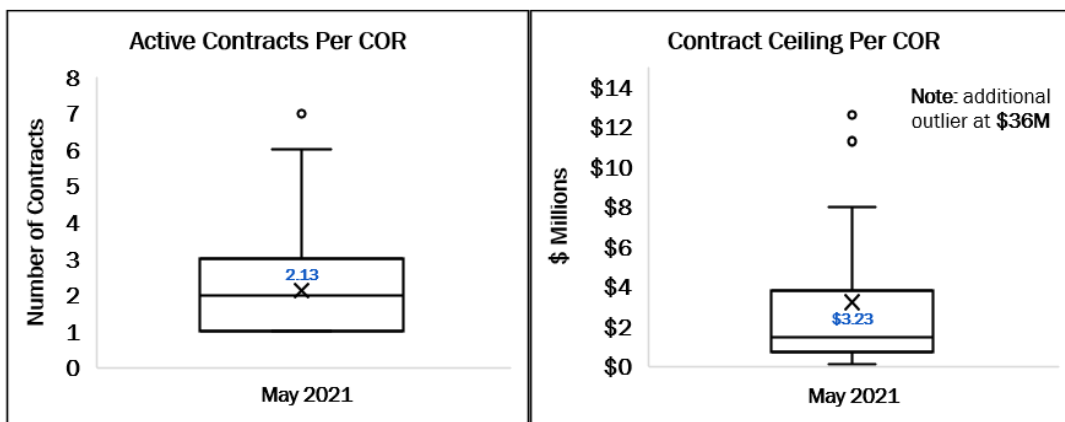 Active Contracts Per COR
Number of Contracts
8
7
6
5
4
3
2
1
0
2.13
May 2021
Contract Ceiling Per COR
$ Millions
$14
$12
$10
$8
$6
$4
$2
$0
Note: additional
outlier at $36M
$3.23
May 2021